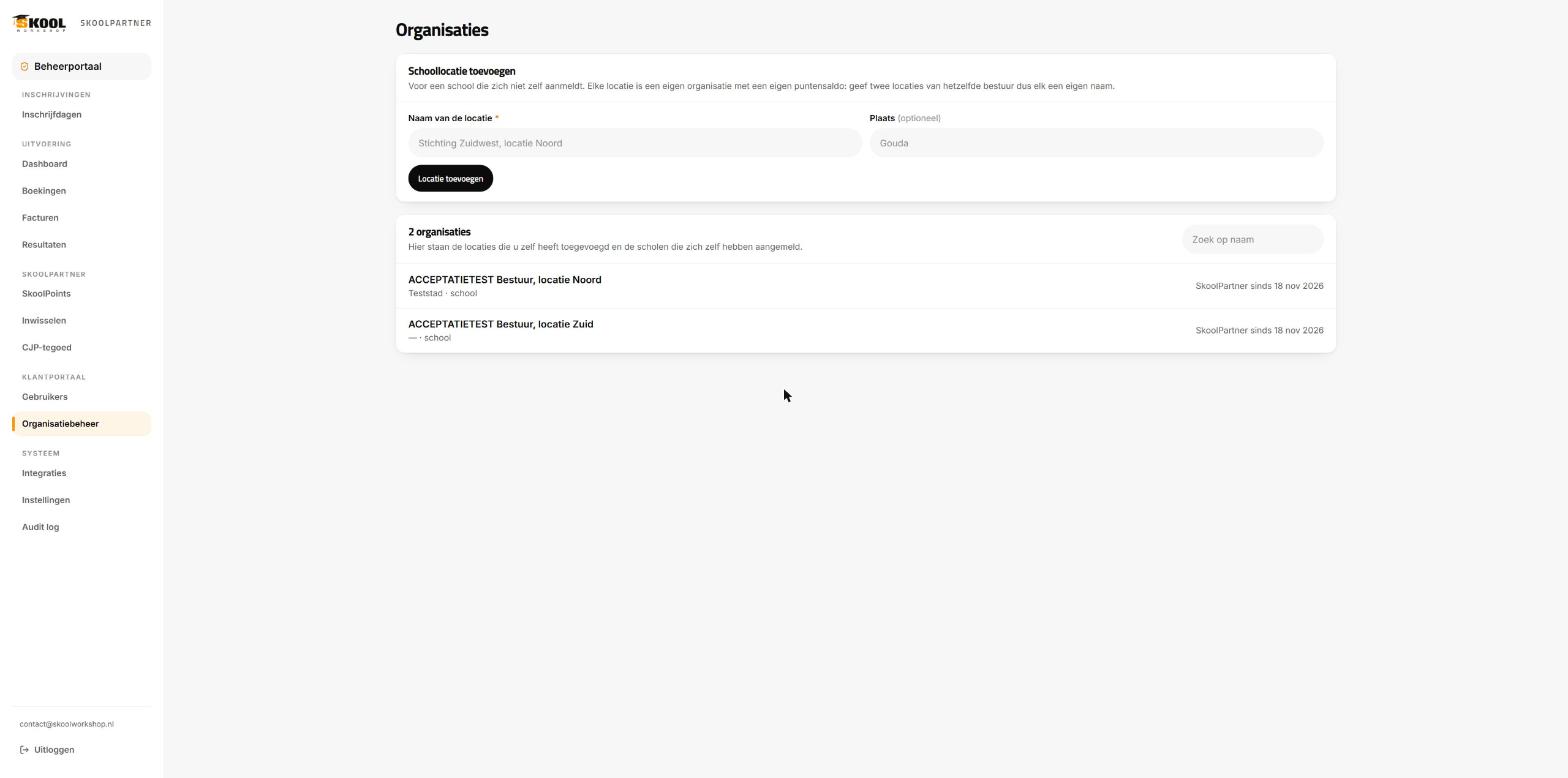 SKOOL
WORKSHOP
SKOOLPARTNER
Beheerportaal
INSCHRIJVINGEN
Inschrijfdagen
UITVOERING
Dashboard
Boekingen
Facturen
Resultaten
SKOOLPARTNER
SkoolPoints
Inwisselen
CJP-tegoed
KLANTPORTAAL
Gebruikers
Organisatiebeheer
SYSTEEM
Integraties
Instellingen
Audit log
contact@skoolworkshop.nl
Uitloggen
Organisaties
Schoollocatie toevoegen
Voor een school die zich niet zelf aanmeldt. Elke locatie is een eigen organisatie met een eigen puntensaldo: geef twee locaties van hetzelfde bestuur dus elk een eigen naam.
Naam van de locatie *
Stichting Zuidwest, locatie Noord
Plaats (optioneel)
Gouda
Locatie toevoegen
2 organisaties
Hier staan de locaties die u zelf heeft toegevoegd en de scholen die zich zelf hebben aangemeld.
Zoek op naam
ACCEPTATIETEST Bestuur, locatie Noord
Teststad · school
SkoolPartner sinds 18 nov 2026
ACCEPTATIETEST Bestuur, locatie Zuid
— · school
SkoolPartner sinds 18 nov 2026